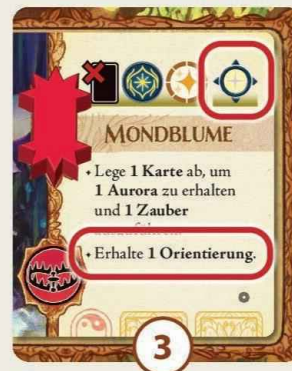 MONDBLUME
Lege 1 Karte ab, um
1 Aurora zu erhalten
und 1 Zauber
Erhalte 1 Orientierung.
3